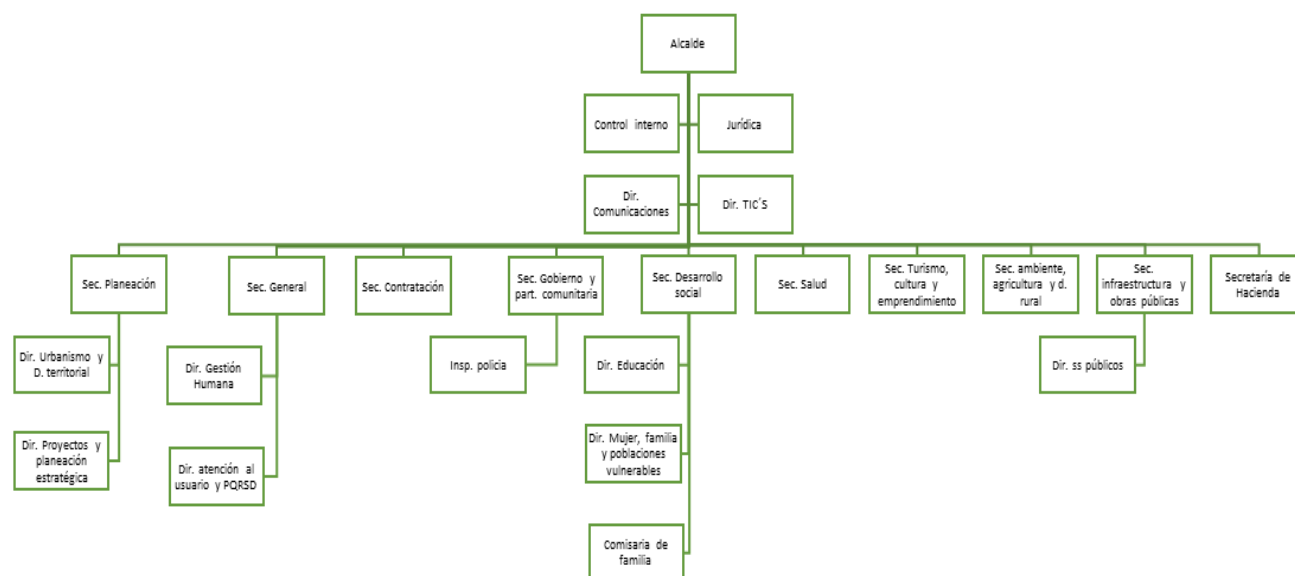 Alcalde
Control interno
Jurídica
Dir.
Comunicaciones
Dir. TIC´S
Sec. Planeación
Sec. General
Sec. Contratación
Sec. Gobierno y
part. comunitaria
Sec. Desarrollo
social
Sec. Salud
Sec. Turismo,
cultura y
emprendimiento
Sec. ambiente,
agricultura y d.
rural
Sec.
infraestructura y
obras públicas
Secretaría de
Hacienda
Dir. Urbanismo y
D. territorial
Dir. Gestión
Humana
Insp. policia
Dir. Educación
Dir. ss públicos
Dir. Proyectos y
planeación
estratégica
Dir. atención al
usuario y PQRSD
Dir. Mujer, familia
y poblaciones
vulnerables
Comisaria de
familia